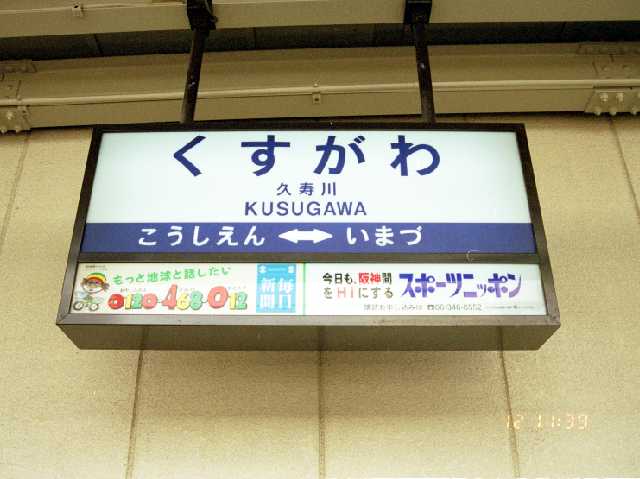 くすがわ
久寿川
KUSUGAWA
こうしえん ⟷ いまづ
もっと地球と話したい
0120-468-012
毎日新聞
今日も、阪神間
をHIにする
スポーツニッポン
12 11:39